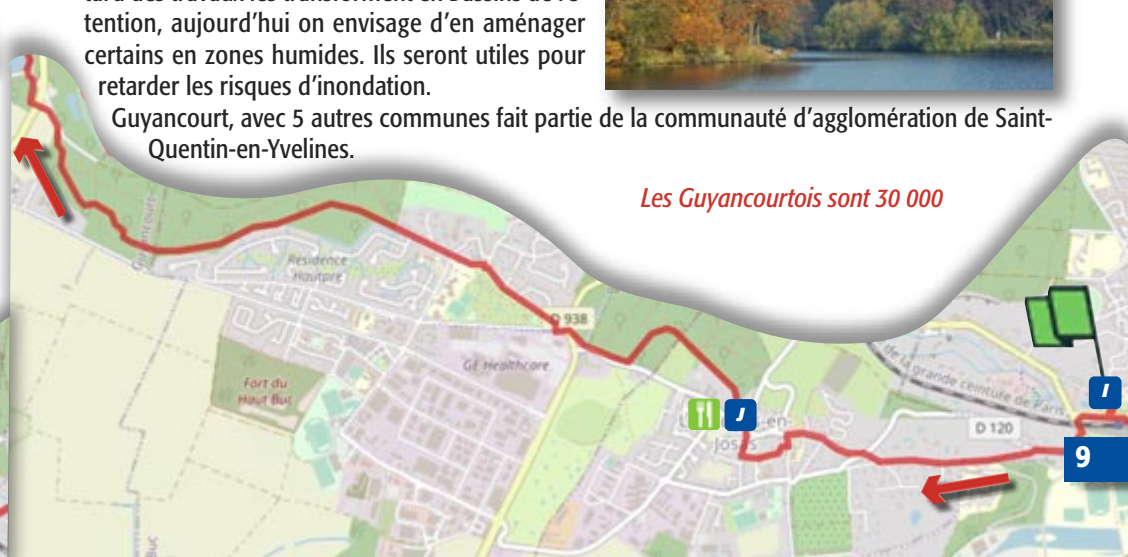 tention, aujourd'hui on envisage d'en aménager
certains en zones humides. Ils seront utiles pour
retarder les risques d'inondation.
Guyancourt, avec 5 autres communes fait partie de la communauté d'agglomération de Saint-
Quentin-en-Yvelines.
Les Guyancourtois sont 30 000
Résidence
Hautpré
D 938
GE Healthcare
Fort du
Haut Buc
J
en-
Josas
de la grande ceinture de Paris
D 120
I
9
Buc